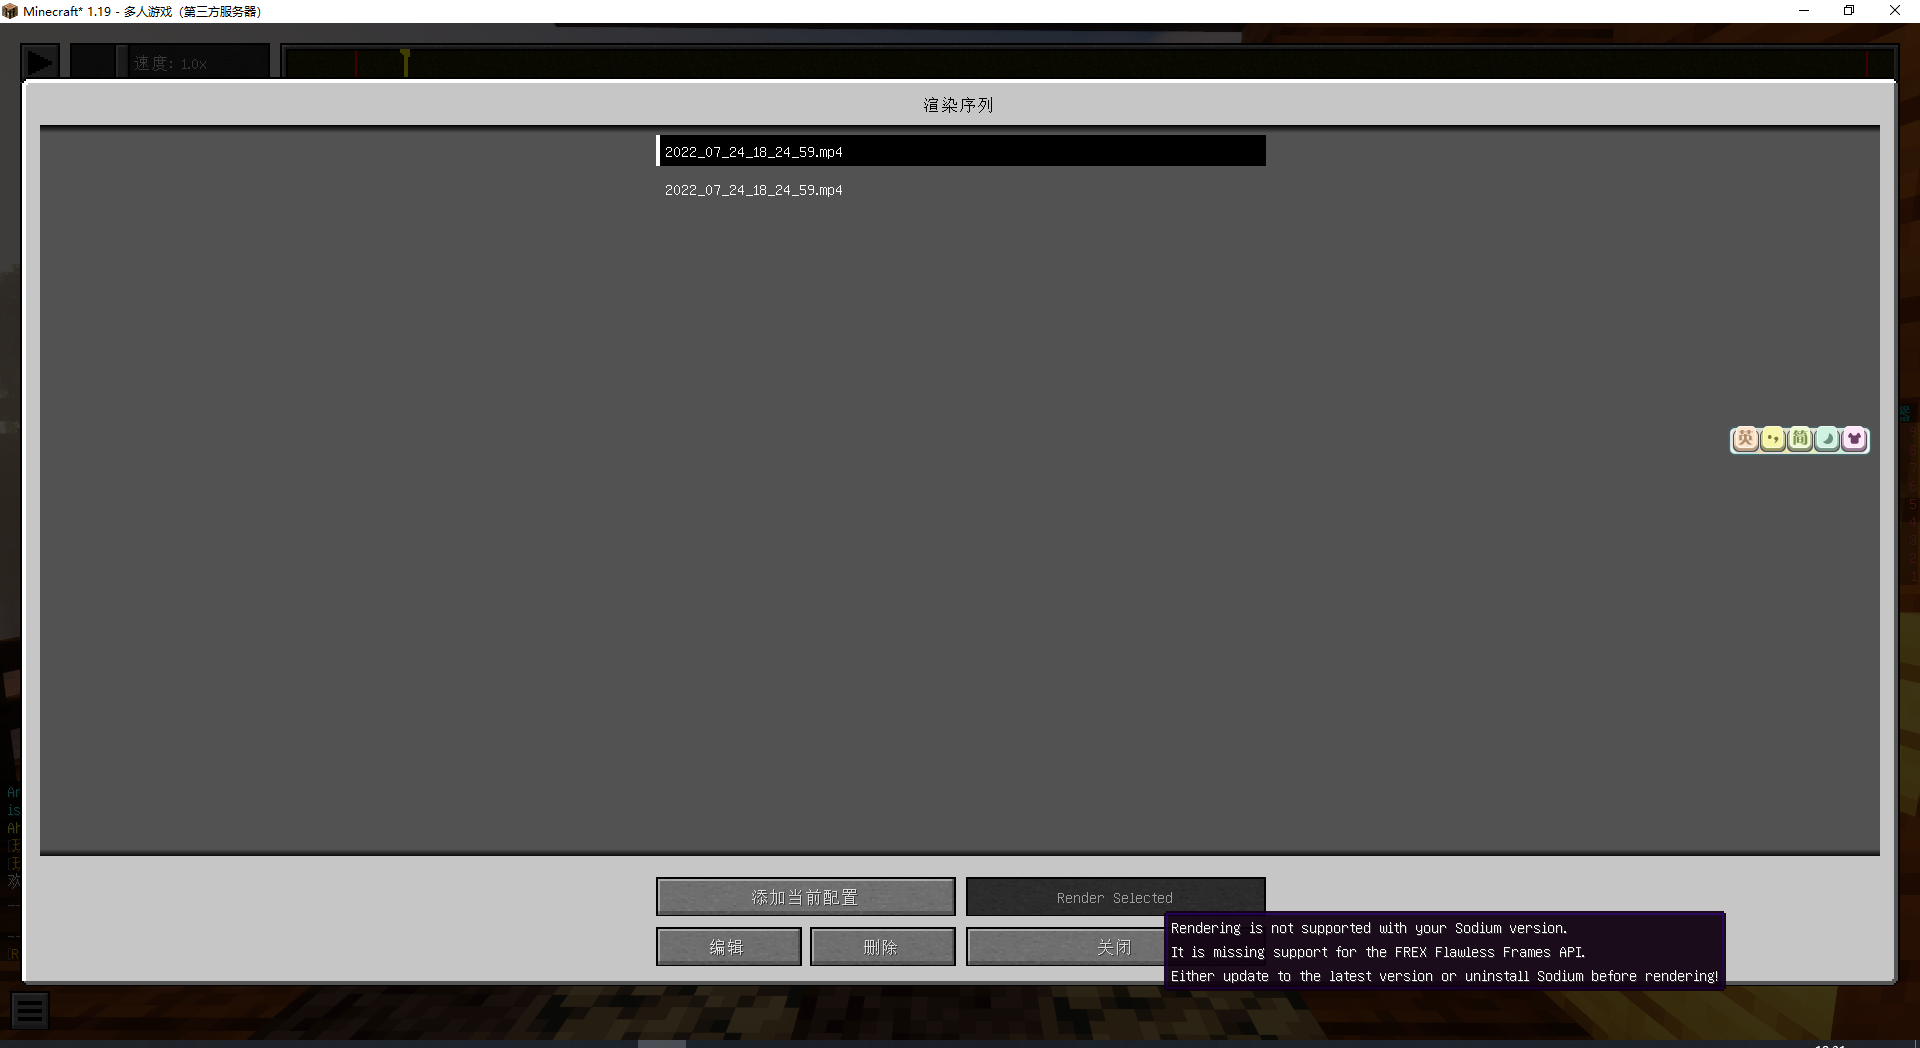 Minecraft* 1.19 - 多人游戏（第三方服务器）
速度: 1.0x
渲染序列
2022_07_24_18_24_59.mp4
2022_07_24_18_24_59.mp4
英 简
器
Ar
is
添加当前配置
Render Selected
编辑
删除
关闭
Rendering is not supported with your Sodium version.
It is missing support for the FREX Flawless Frames API.
Either update to the latest version or uninstall Sodium before rendering!